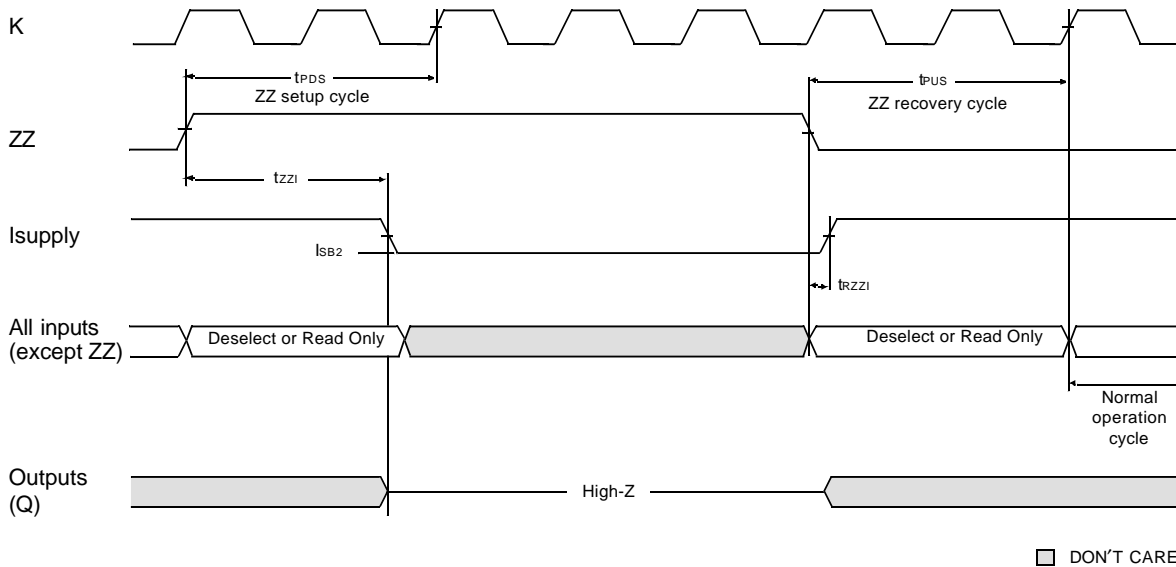 K
tPDS
ZZ setup cycle
tPUS
ZZ recovery cycle
ZZ
tZZI
Isupply
ISB2
tRZZI
All inputs
(except ZZ)
Deselect or Read Only
Deselect or Read Only
Normal
operation
cycle
Outputs
(Q)
High-Z
DON'T CARE